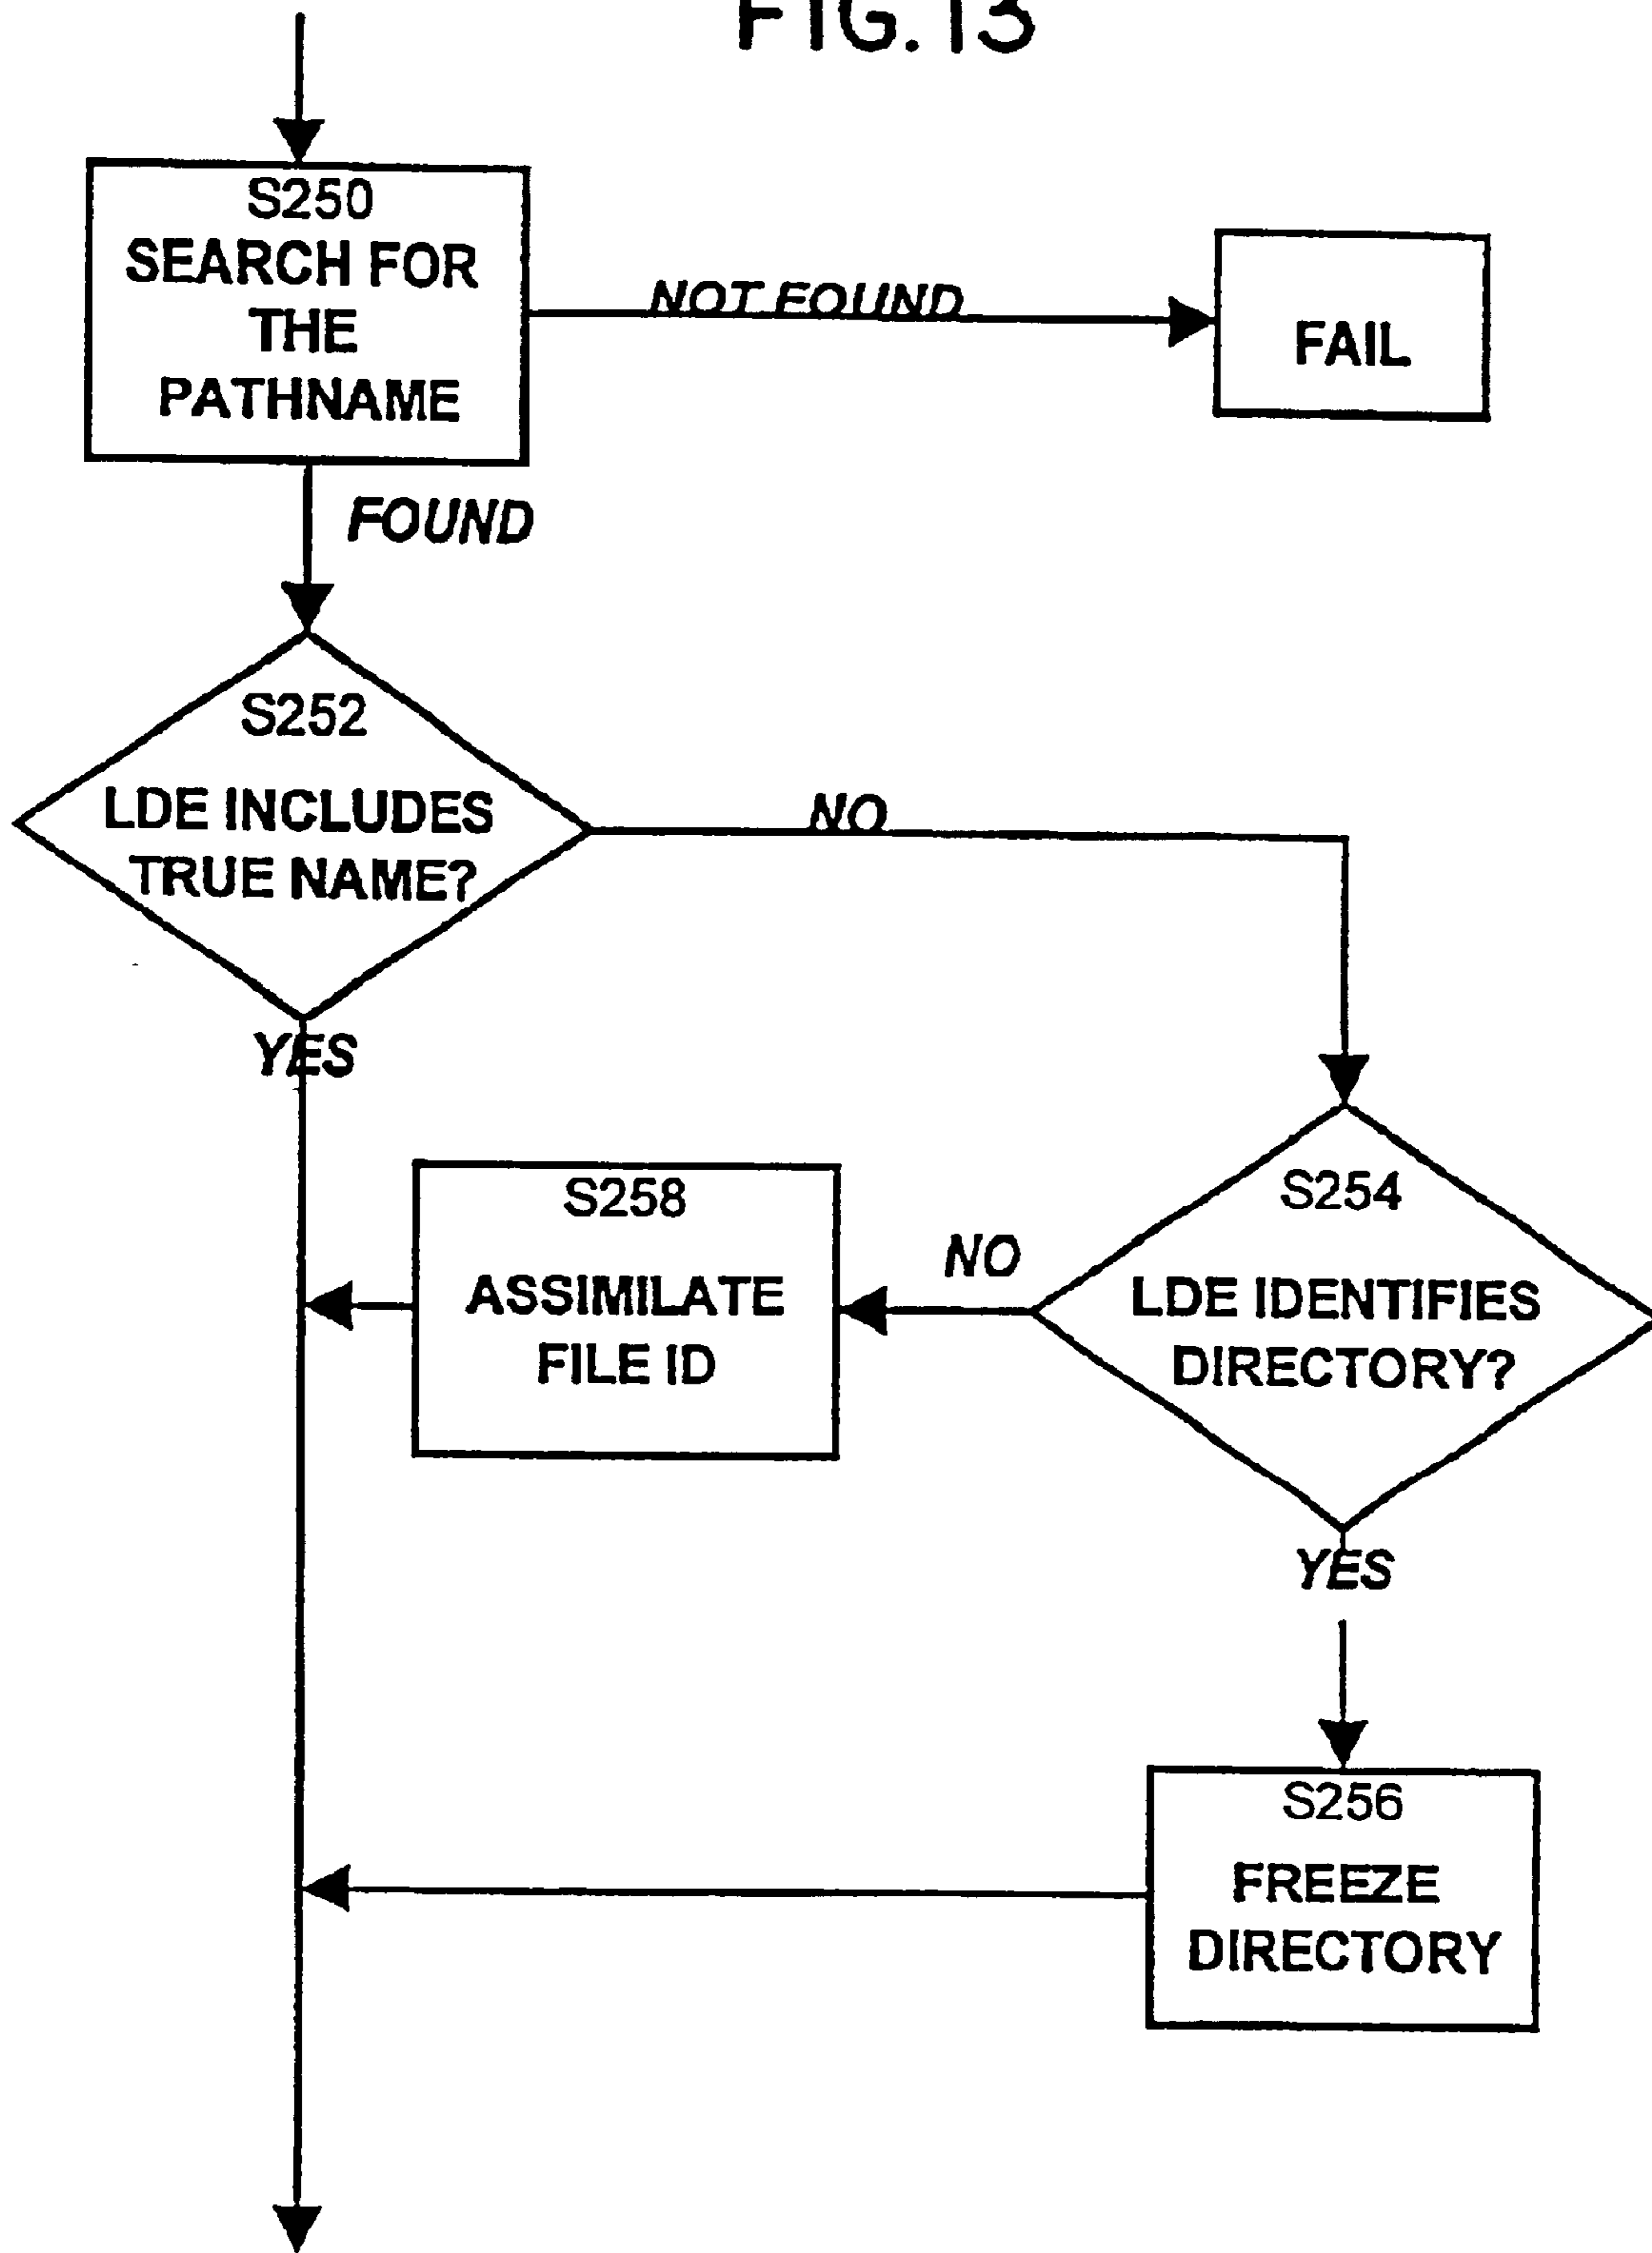 FIG.13
S250
SEARCH FOR
THE
PATHNAME
NOT FOUND
FAIL
FOUND
S252
LDE INCLUDES
TRUE NAME?
NO
YES
S254
LDE IDENTIFIES
DIRECTORY?
NO
S258
ASSIMILATE
FILE ID
YES
S256
FREEZE
DIRECTORY